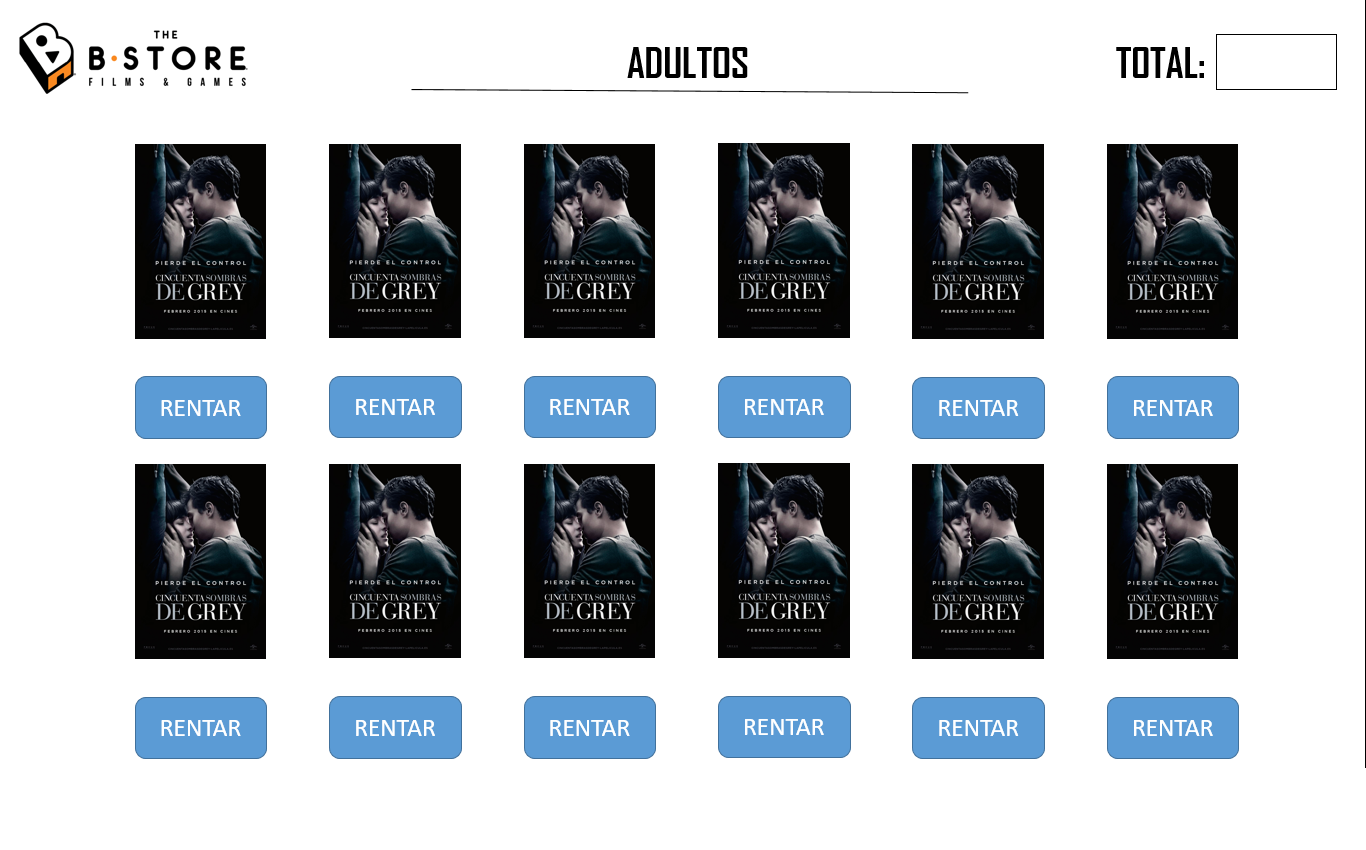 THE
B·STORE
FILMS & GAMES
ADULTOS
TOTAL:
PIERDE EL CONTROL
CINCUENTA SOMBRAS
DE GREY
FEBRERO 2015 EN CINES
PIERDE EL CONTROL
CINCUENTA SOMBRAS
DE GREY
FEBRERO 2015 EN CINES
PIERDE EL CONTROL
CINCUENTA SOMBRAS
DE GREY
FEBRERO 2015 EN CINES
PIERDE EL CONTROL
CINCUENTA SOMBRAS
DE GREY
FEBRERO 2015 EN CINES
PIERDE EL CONTROL
CINCUENTA SOMBRAS
DE GREY
FEBRERO 2015 EN CINES
PIERDE EL CONTROL
CINCUENTA SOMBRAS
DE GREY
FEBRERO 2015 EN CINES
RENTAR
RENTAR
RENTAR
RENTAR
RENTAR
RENTAR
PIERDE EL CONTROL
CINCUENTA SOMBRAS
DE GREY
FEBRERO 2015 EN CINES
PIERDE EL CONTROL
CINCUENTA SOMBRAS
DE GREY
FEBRERO 2015 EN CINES
PIERDE EL CONTROL
CINCUENTA SOMBRAS
DE GREY
FEBRERO 2015 EN CINES
PIERDE EL CONTROL
CINCUENTA SOMBRAS
DE GREY
FEBRERO 2015 EN CINES
PIERDE EL CONTROL
CINCUENTA SOMBRAS
DE GREY
FEBRERO 2015 EN CINES
PIERDE EL CONTROL
CINCUENTA SOMBRAS
DE GREY
FEBRERO 2015 EN CINES
RENTAR
RENTAR
RENTAR
RENTAR
RENTAR
RENTAR